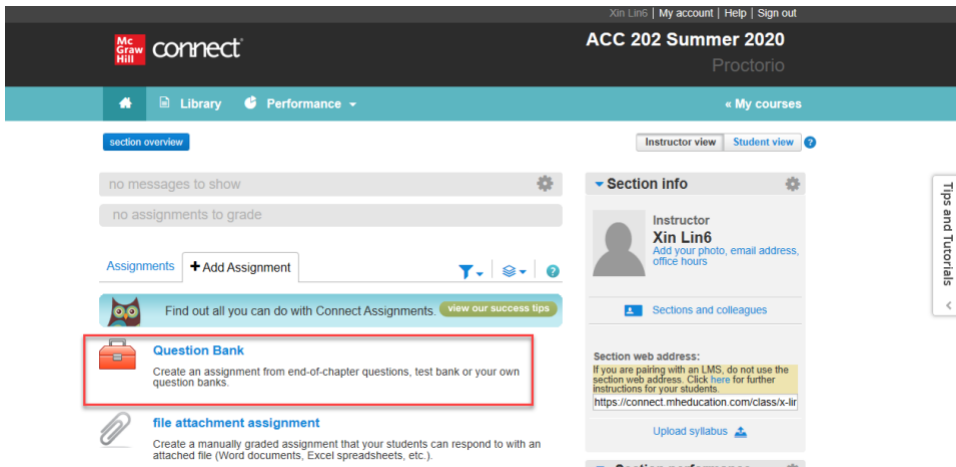 Xin Lin6 | My account | Help | Sign out
Mc
Graw
Hill
connect
ACC 202 Summer 2020
Proctorio
Library
Performance
« My courses
section overview
Instructor view
Student view
?
no messages to show
no assignments to grade
Assignments
+ Add Assignment
?
Find out all you can do with Connect Assignments.
view our success tips
Question Bank
Create an assignment from end-of-chapter questions, test bank or your own
question banks.
file attachment assignment
Create a manually graded assignment that your students can respond to with an
attached file (Word documents, Excel spreadsheets, etc.).
Section info
Instructor
Xin Lin6
Add your photo, email address,
office hours
Sections and colleagues
Section web address:
If you are pairing with an LMS, do not use the
section web address. Click here for further
instructions for your students.
https://connect.mheducation.com/class/x-lir
Upload syllabus
Section performance
Tips and Tutorials